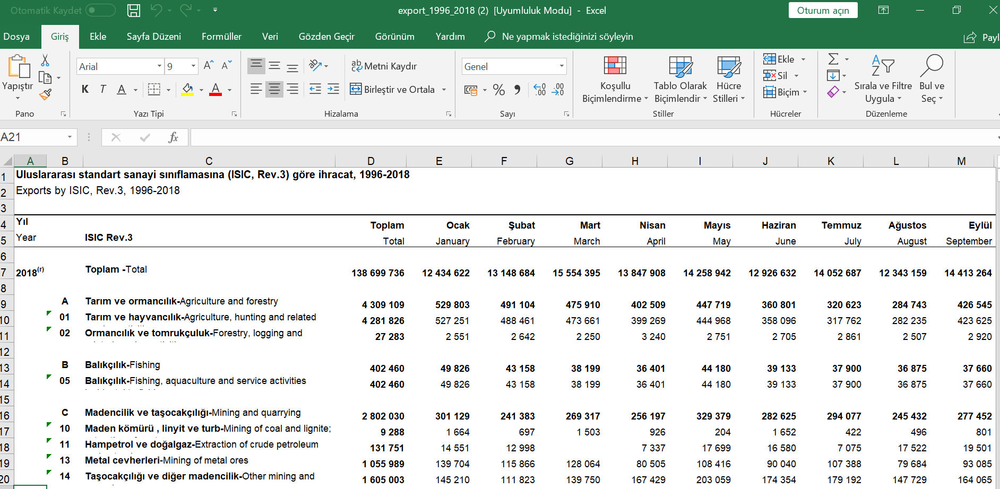 Otomatik Kaydet
export_1996_2018 (2) [Uyumluluk Modu] - Excel
Oturum açın
Dosya Giriş Ekle Sayfa Düzeni Formüller Veri Gözden Geçir Görünüm Yardım Ne yapmak istediğinizi söyleyin Payl
Yapıştır
Arial 9
K T A A
Metni Kaydır
Birleştir ve Ortala
Genel
Koşullu Biçimlendirme
Tablo Olarak Biçimlendir
Hücre Stilleri
Ekle
Sil
Biçim
Sırala ve Filtre Uygula
Bul ve Seç
Pano Yazı Tipi Hizalama Sayı Stiller Hücreler Düzenleme
A21 fx
A B C D E F G H I J K L M
1 Uluslararası standart sanayi sınıflamasına (ISIC, Rev.3) göre ihracat, 1996-2018
2 Exports by ISIC, Rev.3, 1996-2018
3
4 Yıl Toplam Ocak Şubat Mart Nisan Mayıs Haziran Temmuz Ağustos Eylül
5 Year ISIC Rev.3 Total January February March April May June July August September
6
7 2018(r) Toplam -Total 138 699 736 12 434 622 13 148 684 15 554 395 13 847 908 14 258 942 12 926 632 14 052 687 12 343 159 14 413 264
8
9 A Tarım ve ormancılık-Agriculture and forestry 4 309 109 529 803 491 104 475 910 402 509 447 719 360 801 320 623 284 743 426 545
10 01 Tarım ve hayvancılık-Agriculture, hunting and related 4 281 826 527 251 488 461 473 661 399 269 444 968 358 096 317 762 282 235 423 625
11 02 Ormancılık ve tomrukçuluk-Forestry, logging and 27 283 2 551 2 642 2 250 3 240 2 751 2 705 2 861 2 507 2 920
12
13 B Balıkçılık-Fishing 402 460 49 826 43 158 38 199 36 401 44 180 39 133 37 900 36 875 37 660
14 05 Balıkçılık-Fishing, aquaculture and service activities 402 460 49 826 43 158 38 199 36 401 44 180 39 133 37 900 36 875 37 660
15
16 C Madencilik ve taşocakçılığı-Mining and quarrying 2 802 030 301 129 241 383 269 317 256 197 329 379 282 625 294 077 245 432 277 452
17 10 Maden kömürü , linyit ve turb-Mining of coal and lignite; 9 288 1 664 697 1 503 926 204 1 652 422 496 801
18 11 Hampetrol ve doğalgaz-Extraction of crude petroleum 131 751 14 551 12 998 7 337 17 699 16 580 7 075 17 522 19 501
19 13 Metal cevherleri-Mining of metal ores 1 055 989 139 704 115 866 128 064 80 505 108 416 90 040 107 388 79 684 93 085
20 14 Taşocakçılığı ve diğer madencilik-Other mining and 1 605 003 145 210 111 823 139 750 167 429 203 059 174 354 179 192 147 729 164 065